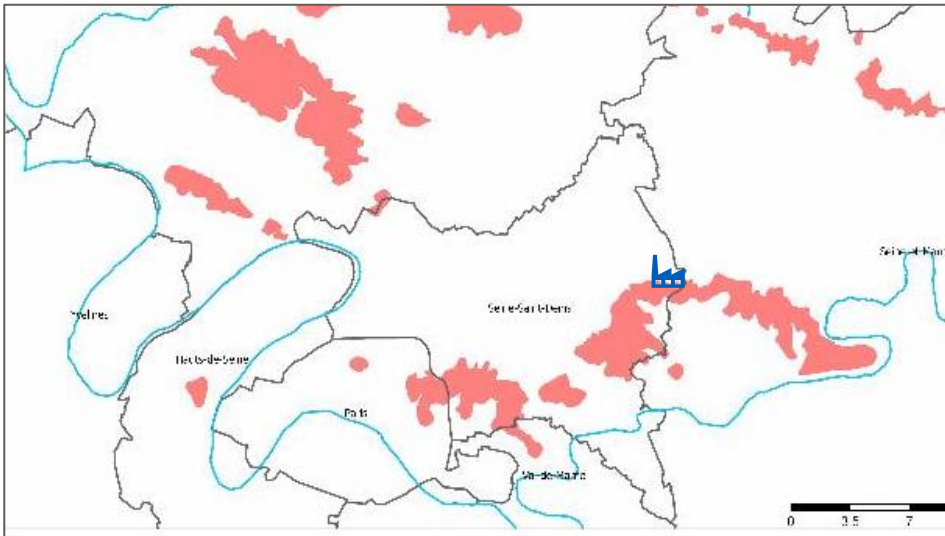 Yvelines
Hauts-de-Seine
Seine-Saint-Denis
Paris
Val-de-Marne
0 3.5 7